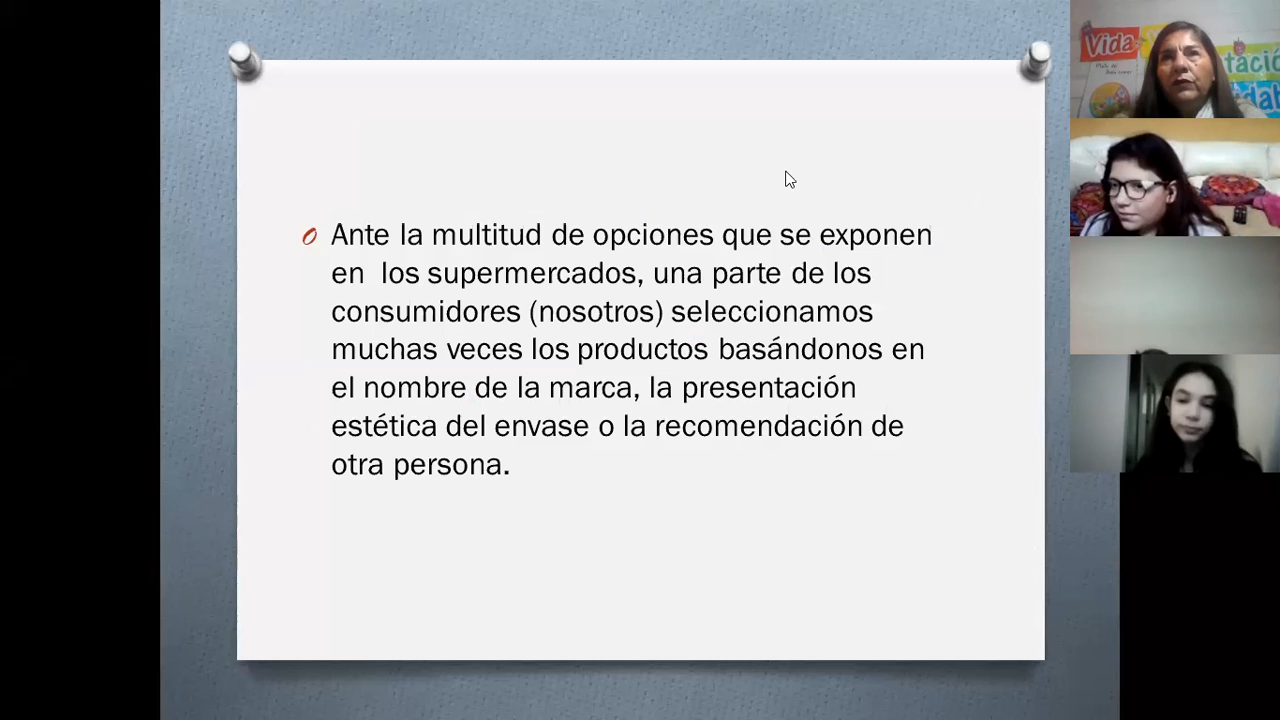 Ante la multitud de opciones que se exponen
en los supermercados, una parte de los
consumidores (nosotros) seleccionamos
muchas veces los productos basándonos en
el nombre de la marca, la presentación
estética del envase o la recomendación de
otra persona.
Vida